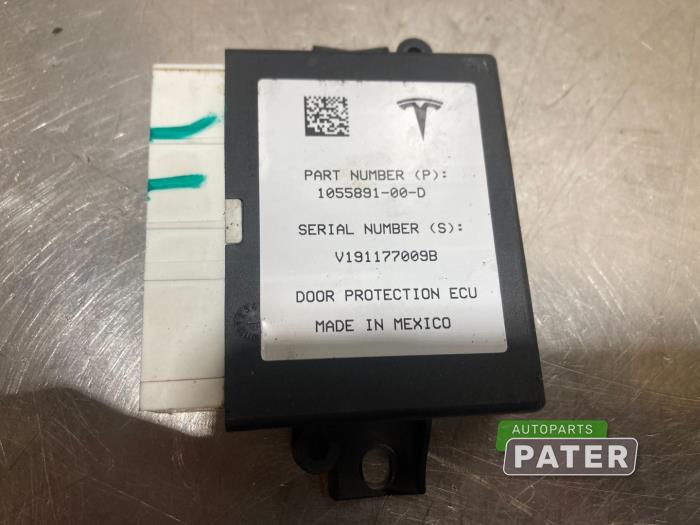 PART NUMBER (P):
1055891-00-D
SERIAL NUMBER (S):
V191177009B
DOOR PROTECTION ECU
MADE IN MEXICO
AUTOPARTS
PATER